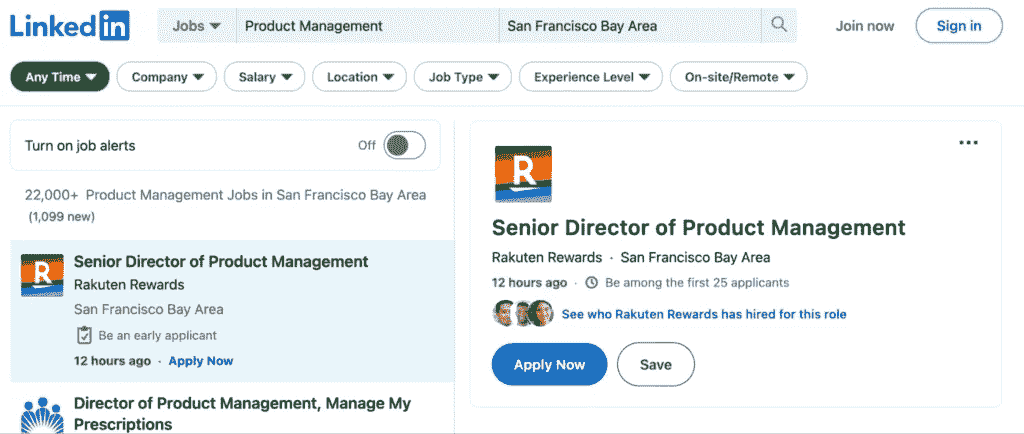 LinkedIn Jobs Product Management San Francisco Bay Area Join now Sign in
Any Time Company Salary Location Job Type Experience Level On-site/Remote
Turn on job alerts Off
22,000+ Product Management Jobs in San Francisco Bay Area
(1,099 new)
R
Senior Director of Product Management
Rakuten Rewards
San Francisco Bay Area
Be an early applicant
12 hours ago · Apply Now
Director of Product Management, Manage My
Prescriptions
R
Senior Director of Product Management
Rakuten Rewards · San Francisco Bay Area
12 hours ago · Be among the first 25 applicants
See who Rakuten Rewards has hired for this role
Apply Now Save